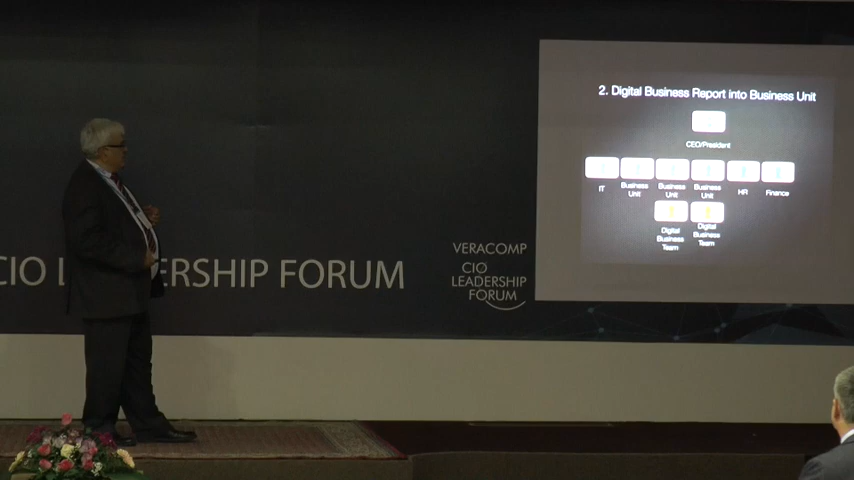 2. Digital Business Report into Business Unit
CEO/President
IT
Business
Unit
Business
Unit
Business
Unit
HR
Finance
Digital
Business
Team
Digital
Business
Team
CIO L ERSHIP FORUM
VERACOMP
CIO
LEADERSHIP
FORUM